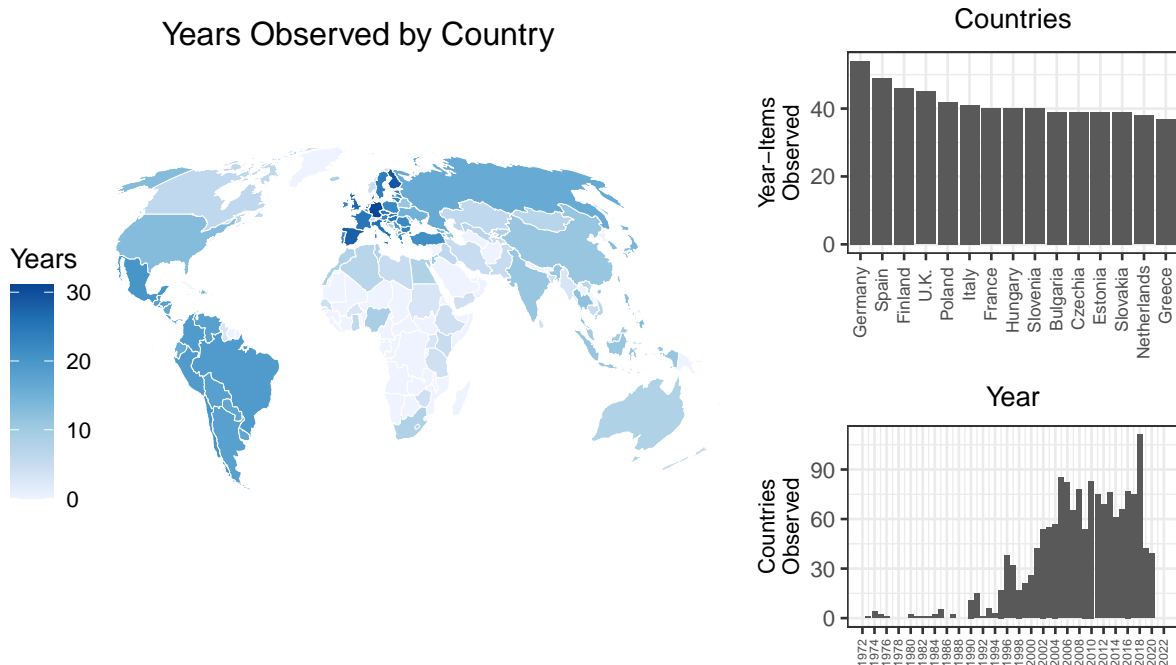 Years Observed by Country
Years
30
20
10
0
Countries
Year−Items
Observed
40
20
0
Germany
Spain
Finland
U.K.
Poland
Italy
France
Hungary
Slovenia
Bulgaria
Czechia
Estonia
Slovakia
Netherlands
Greece
Year
Countries
Observed
90
60
30
0
1972
1974
1976
1978
1980
1982
1984
1986
1988
1990
1992
1994
1996
1998
2000
2002
2004
2006
2008
2010
2012
2014
2016
2018
2020
2022